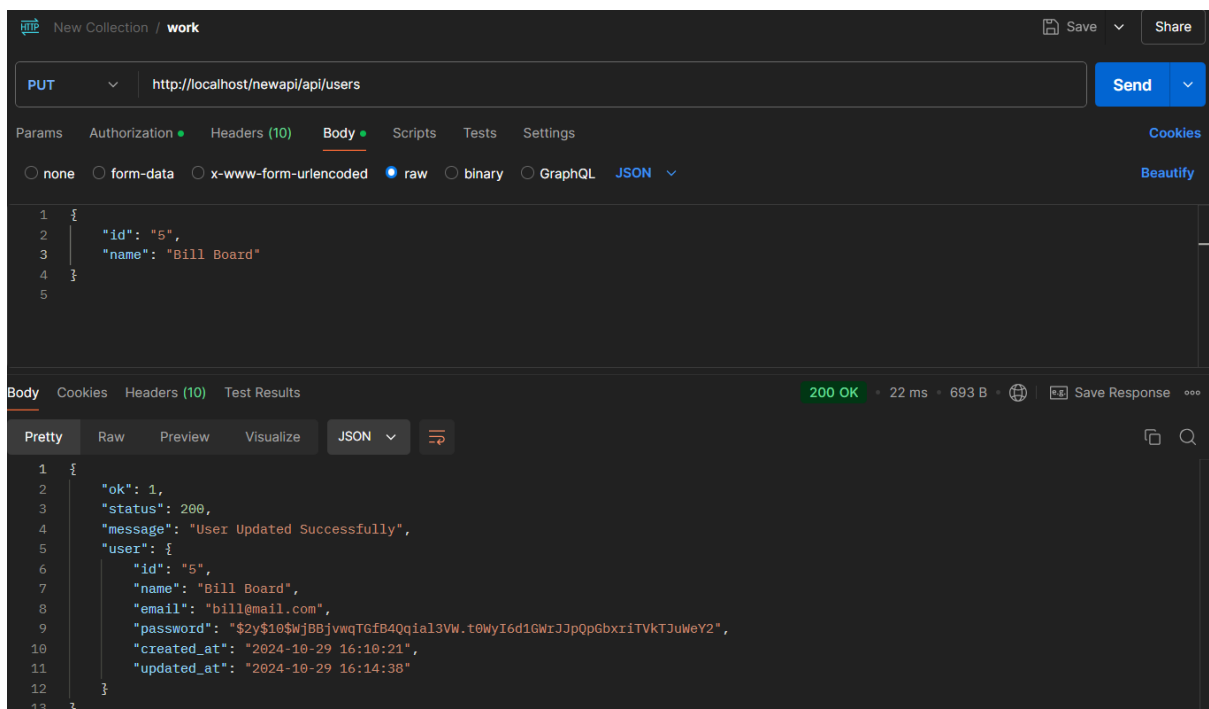 HTTP New Collection / work Save Share
PUT http://localhost/newapi/api/users Send
Params Authorization Headers (10) Body Scripts Tests Settings Cookies
none form-data x-www-form-urlencoded raw binary GraphQL JSON Beautify
1 {
2 "id": "5",
3 "name": "Bill Board"
4 }
5
Body Cookies Headers (10) Test Results 200 OK 22 ms 693 B e.g. Save Response
Pretty Raw Preview Visualize JSON
1 {
2 "ok": 1,
3 "status": 200,
4 "message": "User Updated Successfully",
5 "user": {
6 "id": "5",
7 "name": "Bill Board",
8 "email": "bill@mail.com",
9 "password": "$2y$10$WjBBjvwqTGfB4Qqial3VW.t0WyI6d1GWrJJpQpGbxriTVkTJuWeY2",
10 "created_at": "2024-10-29 16:10:21",
11 "updated_at": "2024-10-29 16:14:38"
12 }
13 }